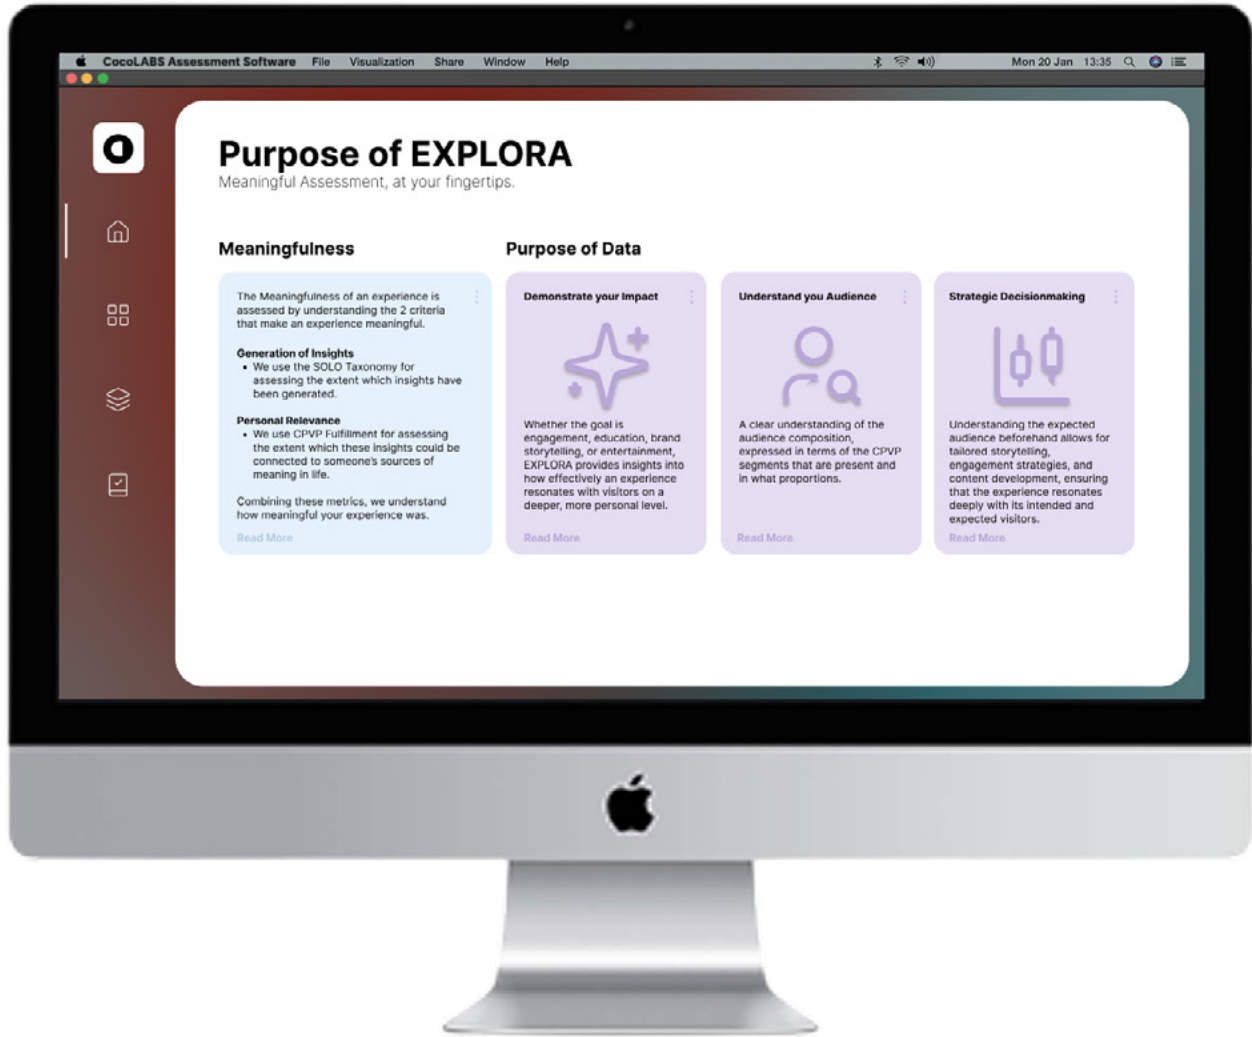 CocoLABS Assessment Software File Visualization Share Window Help Mon 20 Jan 13:35
Purpose of EXPLORA
Meaningful Assessment, at your fingertips.
Meaningfulness
The Meaningfulness of an experience is
assessed by understanding the 2 criteria
that make an experience meaningful.
Generation of Insights
• We use the SOLO Taxonomy for
assessing the extent which insights have
been generated.
Personal Relevance
• We use CPVP Fulfillment for assessing
the extent which these insights could be
connected to someone's sources of
meaning in life.
Combining these metrics, we understand
how meaningful your experience was.
Read More
Purpose of Data
Demonstrate your Impact
Whether the goal is
engagement, education, brand
storytelling, or entertainment,
EXPLORA provides insights into
how effectively an experience
resonates with visitors on a
deeper, more personal level.
Read More
Understand you Audience
A clear understanding of the
audience composition,
expressed in terms of the CPVP
segments that are present and
in what proportions.
Read More
Strategic Decisionmaking
Understanding the expected
audience beforehand allows for
tailored storytelling,
engagement strategies, and
content development, ensuring
that the experience resonates
deeply with its intended and
expected visitors.
Read More